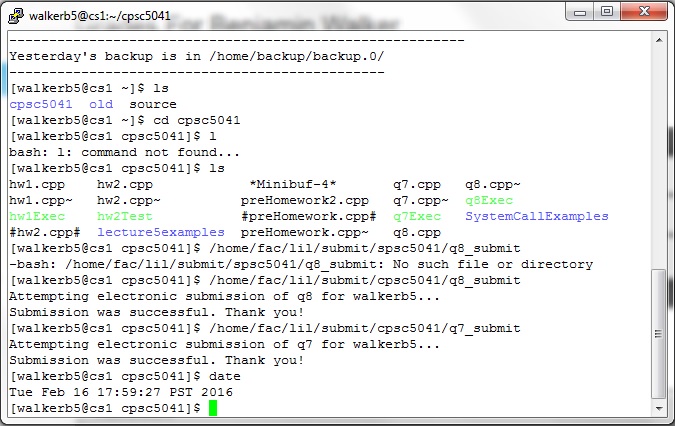 Grades For Benjamin Walker
walkerb5@cs1:~/cpsc5041
--------------------------------------------------------
Yesterday's backup is in /home/backup/backup.0/
----------------------------------------------
[walkerb5@cs1 ~]$ ls
cpsc5041  old  source
[walkerb5@cs1 ~]$ cd cpsc5041
[walkerb5@cs1 cpsc5041]$ l
bash: l: command not found...
[walkerb5@cs1 cpsc5041]$ ls
hw1.cpp    hw2.cpp            *Minibuf-4*      q7.cpp   q8.cpp~
hw1.cpp~   hw2.cpp~          preHomework2.cpp  q7.cpp~  q8Exec
hw1Exec    hw2Test           #preHomework.cpp# q7Exec   SystemCallExamples
#hw2.cpp#  lecture5examples  preHomework.cpp~  q8.cpp
[walkerb5@cs1 cpsc5041]$ /home/fac/lil/submit/spsc5041/q8_submit
-bash: /home/fac/lil/submit/spsc5041/q8_submit: No such file or directory
[walkerb5@cs1 cpsc5041]$ /home/fac/lil/submit/cpsc5041/q8_submit
Attempting electronic submission of q8 for walkerb5...
Submission was successful. Thank you!
[walkerb5@cs1 cpsc5041]$ /home/fac/lil/submit/cpsc5041/q7_submit
Attempting electronic submission of q7 for walkerb5...
Submission was successful. Thank you!
[walkerb5@cs1 cpsc5041]$ date
Tue Feb 16 17:59:27 PST 2016
[walkerb5@cs1 cpsc5041]$